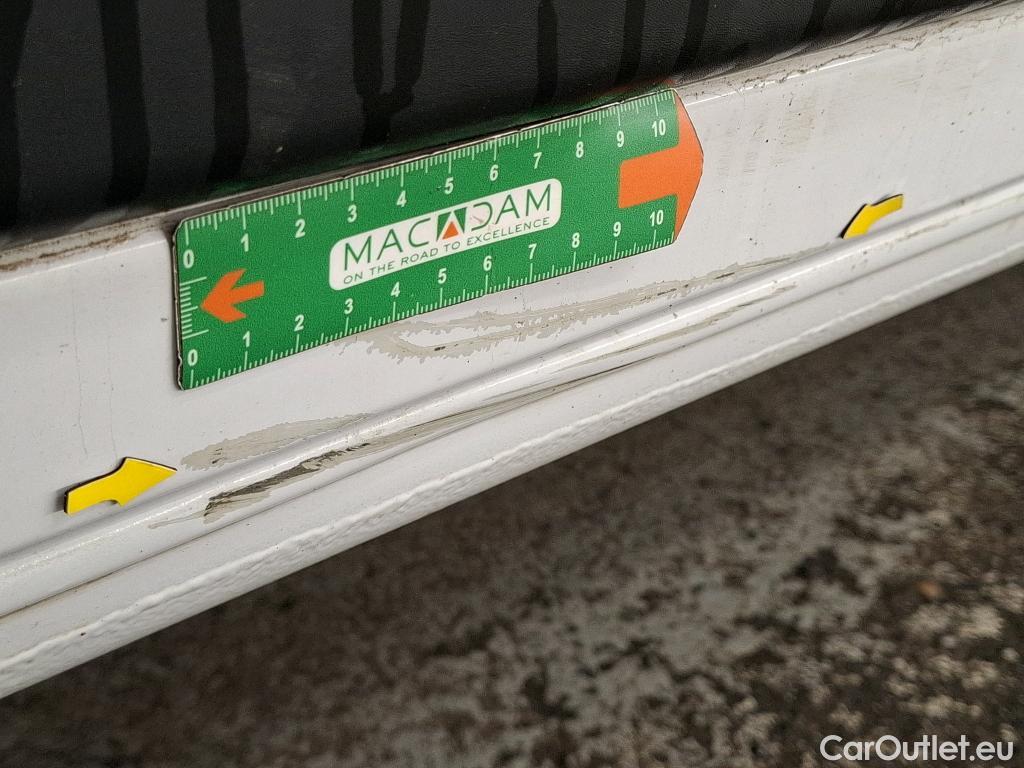 0 1 2 3 4 5 6 7 8 9 10
MACADAM
ON THE ROAD TO EXCELLENCE
0 1 2 3 4 5 6 7 8 9 10
CarOutlet.eu